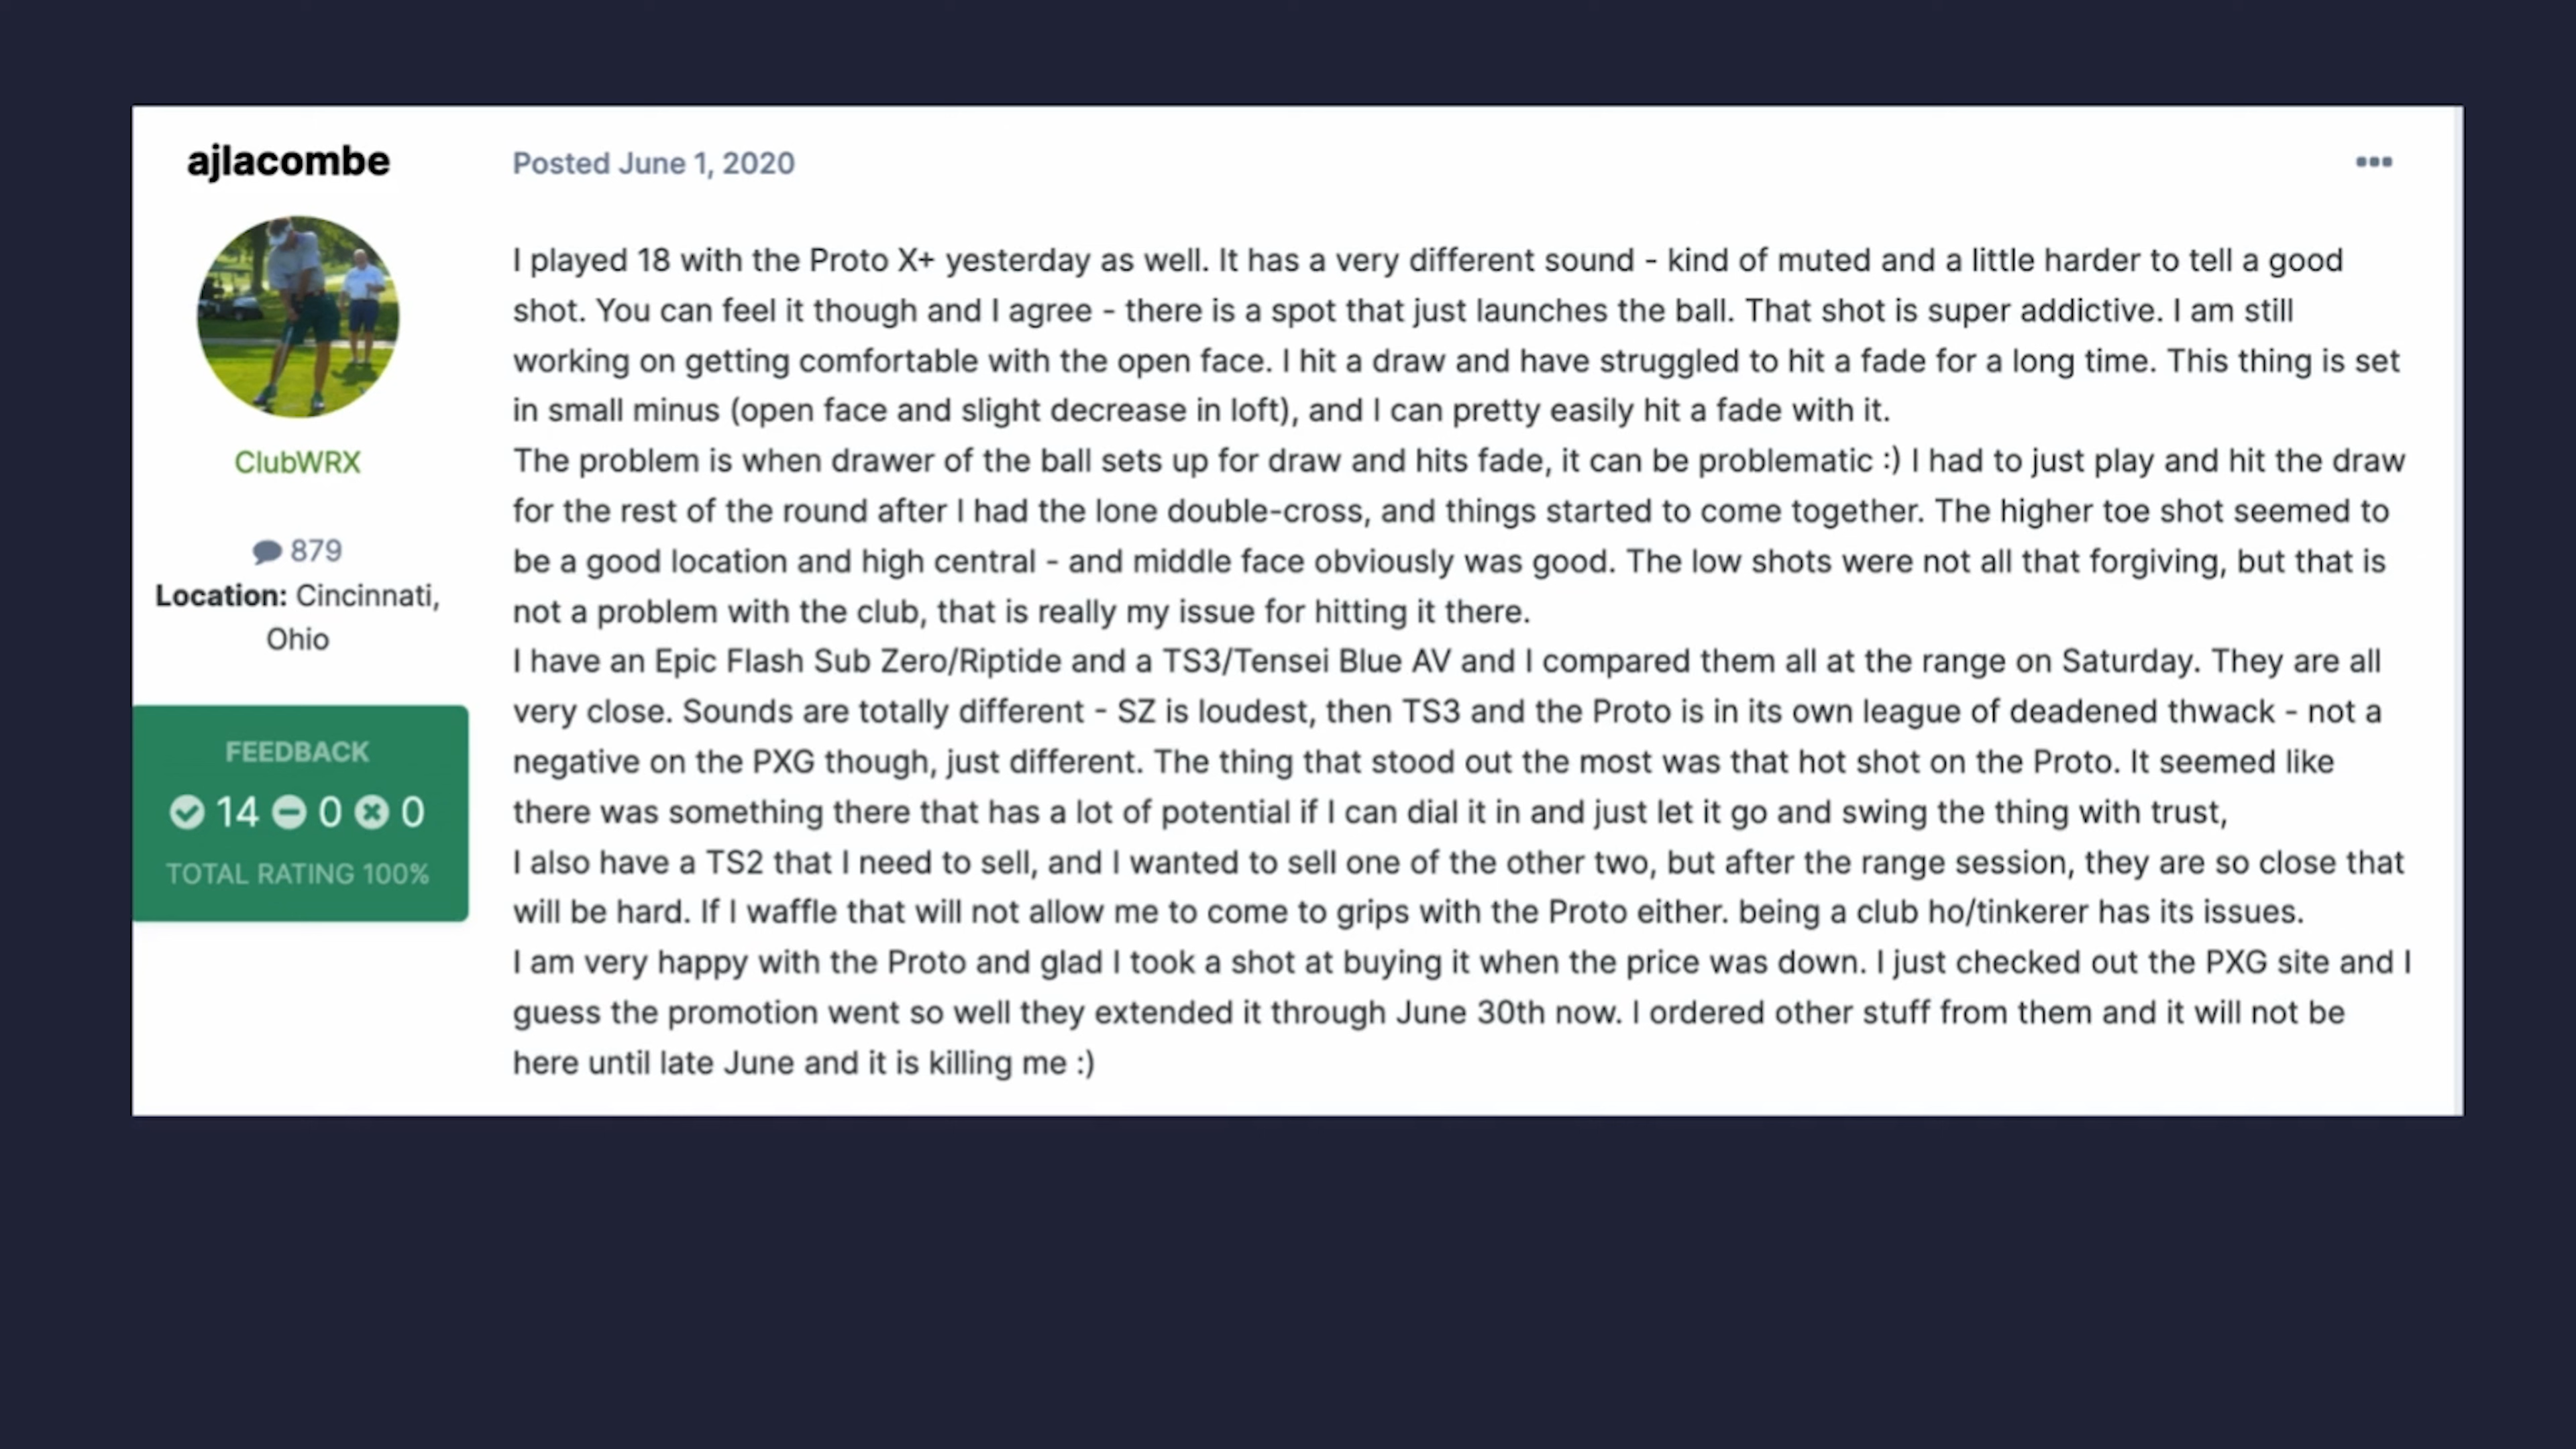 ajlacombe
Posted June 1, 2020
ClubWRX
879
Location: Cincinnati,
Ohio
FEEDBACK
14 0 0
TOTAL RATING 100%
I played 18 with the Proto X+ yesterday as well. It has a very different sound - kind of muted and a little harder to tell a good
shot. You can feel it though and I agree - there is a spot that just launches the ball. That shot is super addictive. I am still
working on getting comfortable with the open face. I hit a draw and have struggled to hit a fade for a long time. This thing is set
in small minus (open face and slight decrease in loft), and I can pretty easily hit a fade with it.
The problem is when drawer of the ball sets up for draw and hits fade, it can be problematic :) I had to just play and hit the draw
for the rest of the round after I had the lone double-cross, and things started to come together. The higher toe shot seemed to
be a good location and high central - and middle face obviously was good. The low shots were not all that forgiving, but that is
not a problem with the club, that is really my issue for hitting it there.
I have an Epic Flash Sub Zero/Riptide and a TS3/Tensei Blue AV and I compared them all at the range on Saturday. They are all
very close. Sounds are totally different - SZ is loudest, then TS3 and the Proto is in its own league of deadened thwack - not a
negative on the PXG though, just different. The thing that stood out the most was that hot shot on the Proto. It seemed like
there was something there that has a lot of potential if I can dial it in and just let it go and swing the thing with trust,
I also have a TS2 that I need to sell, and I wanted to sell one of the other two, but after the range session, they are so close that
will be hard. If I waffle that will not allow me to come to grips with the Proto either. being a club ho/tinkerer has its issues.
I am very happy with the Proto and glad I took a shot at buying it when the price was down. I just checked out the PXG site and I
guess the promotion went so well they extended it through June 30th now. I ordered other stuff from them and it will not be
here until late June and it is killing me :)